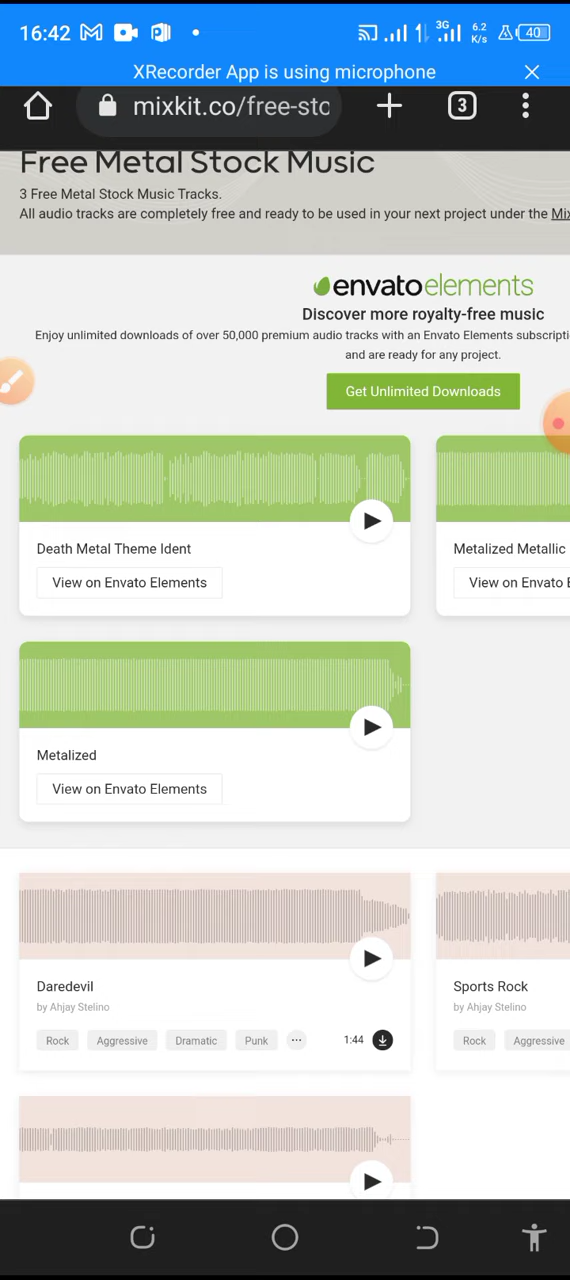 16:42
3G
6.2
K/s
40
XRecorder App is using microphone
mixkit.co/free-sto
3
Free Metal Stock Music
3 Free Metal Stock Music Tracks.
All audio tracks are completely free and ready to be used in your next project under the Mix
envatoelements
Discover more royalty-free music
Enjoy unlimited downloads of over 50,000 premium audio tracks with an Envato Elements subscripti
and are ready for any project.
Get Unlimited Downloads
Death Metal Theme Ident
Metalized Metallic
View on Envato Elements
View on Envato E
Metalized
View on Envato Elements
Daredevil
Sports Rock
by Ahjay Stelino
by Ahjay Stelino
Rock Aggressive Dramatic Punk ... 1:44
Rock Aggressive